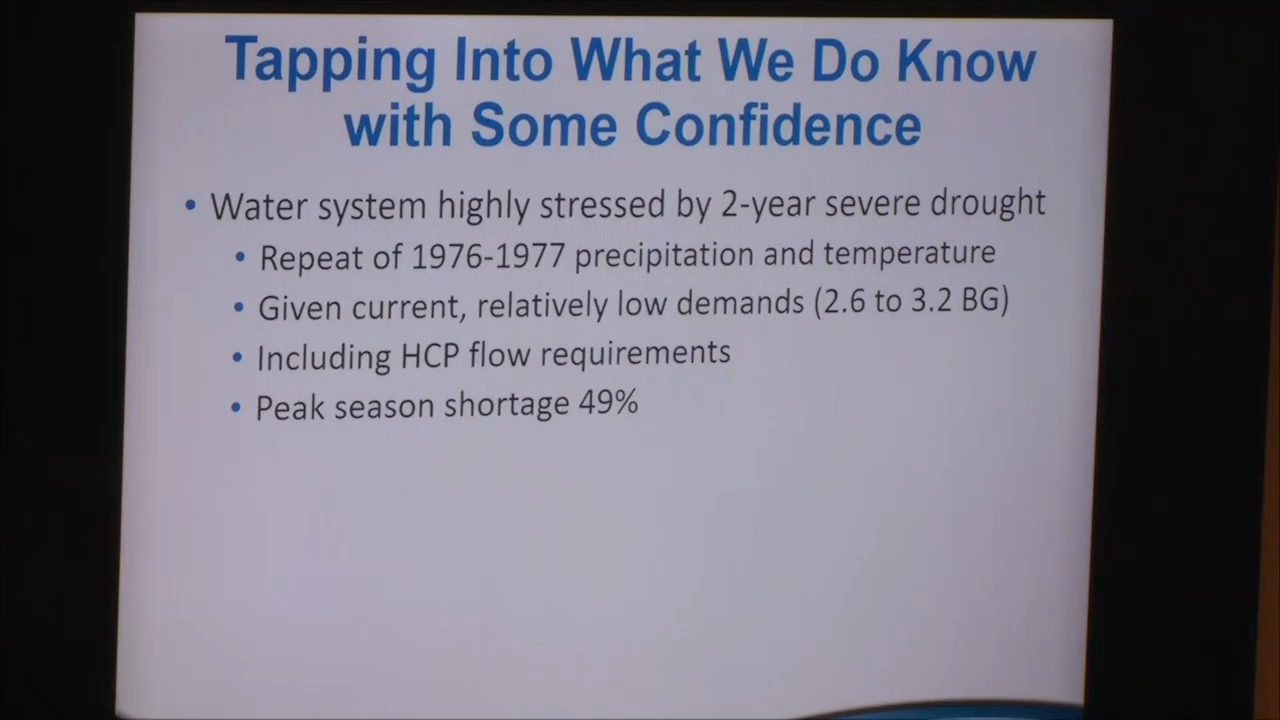 Tapping Into What We Do Know
with Some Confidence
• Water system highly stressed by 2-year severe drought
• Repeat of 1976-1977 precipitation and temperature
• Given current, relatively low demands (2.6 to 3.2 BG)
• Including HCP flow requirements
• Peak season shortage 49%